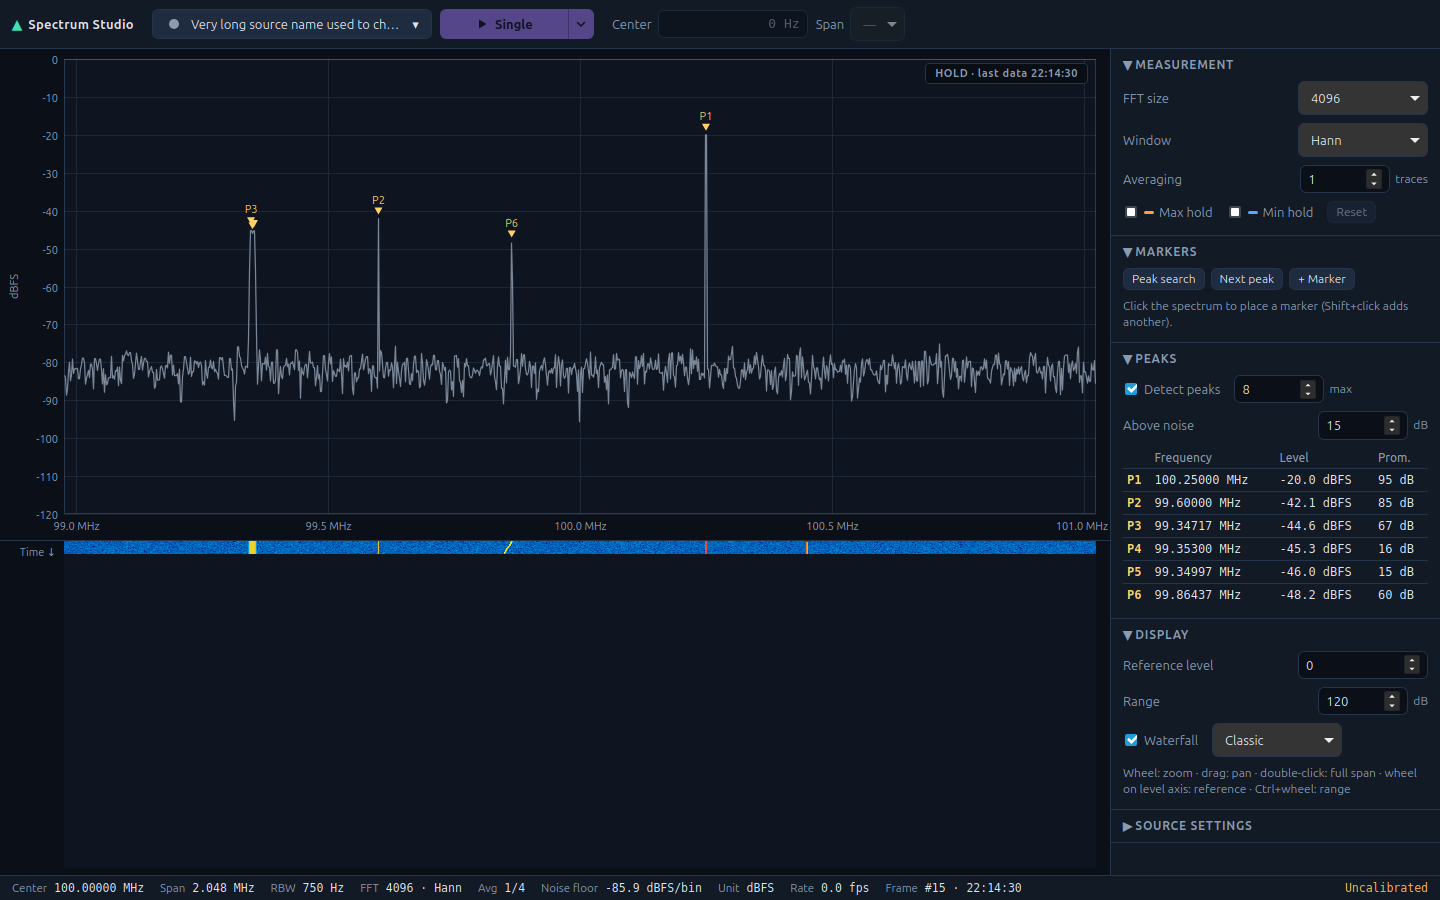 ▲ Spectrum Studio
Very long source name used to ch… ▾
▶ Single
Center 0 Hz Span —
HOLD · last data 22:14:30
0
-10
-20
-30
-40
-50
-60
-70
-80
-90
-100
-110
-120
dBFS
P3
P2
P6
P1
99.0 MHz 99.5 MHz 100.0 MHz 100.5 MHz 101.0 MHz
Time ↓
▼ MEASUREMENT
FFT size 4096
Window Hann
Averaging 1 traces
Max hold Min hold Reset
▼ MARKERS
Peak search Next peak + Marker
Click the spectrum to place a marker (Shift+click adds
another).
▼ PEAKS
Detect peaks 8 max
Above noise 15 dB
Frequency Level Prom.
P1 100.25000 MHz -20.0 dBFS 95 dB
P2 99.60000 MHz -42.1 dBFS 85 dB
P3 99.34717 MHz -44.6 dBFS 67 dB
P4 99.35300 MHz -45.3 dBFS 16 dB
P5 99.34997 MHz -46.0 dBFS 15 dB
P6 99.86437 MHz -48.2 dBFS 60 dB
▼ DISPLAY
Reference level 0
Range 120 dB
Waterfall Classic
Wheel: zoom · drag: pan · double-click: full span · wheel
on level axis: reference · Ctrl+wheel: range
▶ SOURCE SETTINGS
Center 100.00000 MHz Span 2.048 MHz RBW 750 Hz FFT 4096 · Hann Avg 1/4 Noise floor -85.9 dBFS/bin Unit dBFS Rate 0.0 fps Frame #15 · 22:14:30 Uncalibrated